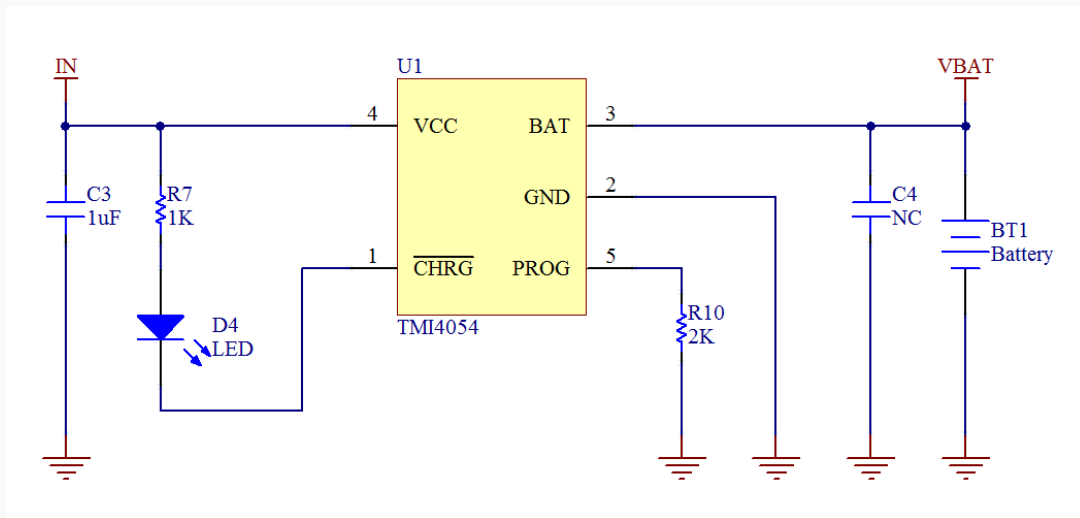 IN
U1
VBAT
4
VCC
BAT
3
C3
1uF
R7
1K
GND
2
C4
NC
BT1
Battery
1
CHRG
PROG
5
D4
LED
TMI4054
R10
2K